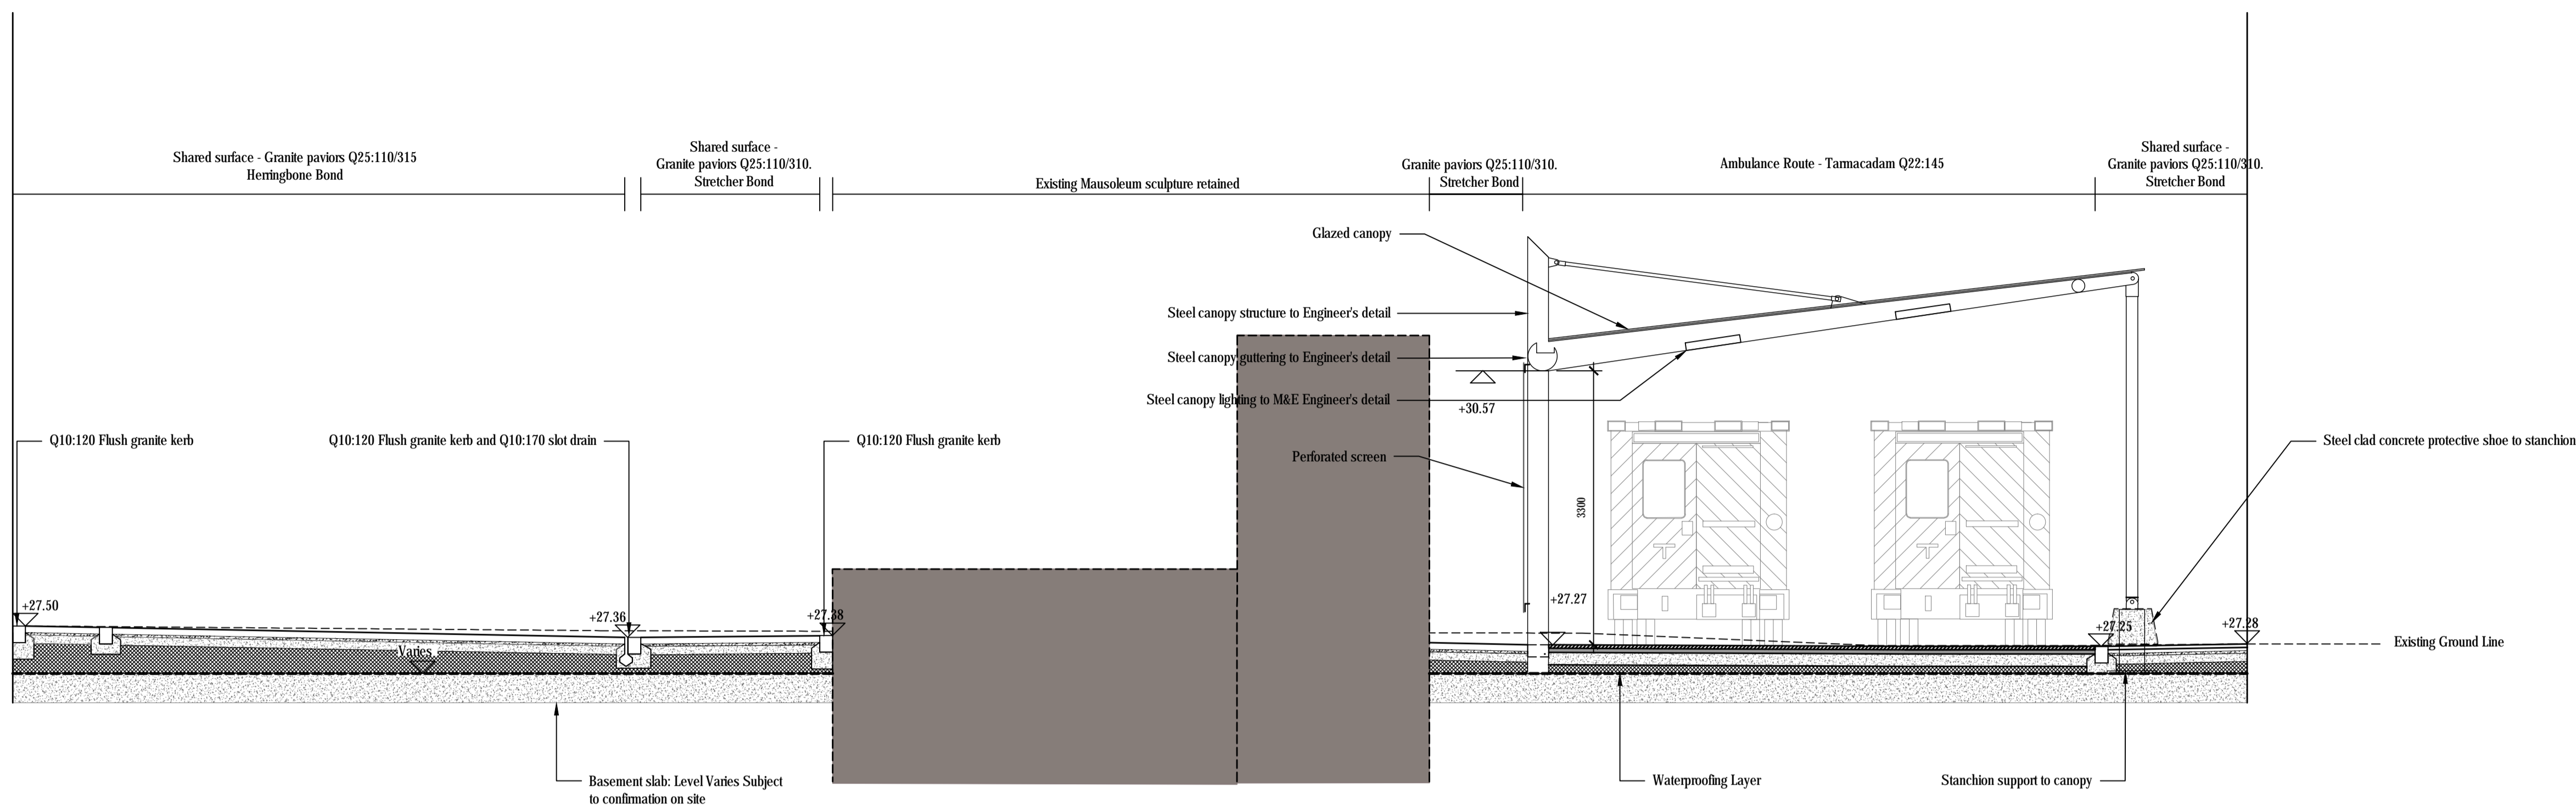 Shared surface - Granite paviors Q25:110/315
Herringbone Bond
Shared surface -
Granite paviors Q25:110/310.
Stretcher Bond
Existing Mausoleum sculpture retained
Granite paviors Q25:110/310.
Stretcher Bond
Ambulance Route - Tarmacadam Q22:145
Shared surface -
Granite paviors Q25:110/310.
Stretcher Bond
Glazed canopy
Steel canopy structure to Engineer's detail
Steel canopy guttering to Engineer's detail
Steel canopy lighting to M&E Engineer's detail
+30.57
Perforated screen
3300
Q10:120 Flush granite kerb
Q10:120 Flush granite kerb and Q10:170 slot drain
Q10:120 Flush granite kerb
Steel clad concrete protective shoe to stanchion
+27.50
+27.36
+27.38
+27.27
+27.25
+27.28
Varies
Existing Ground Line
Basement slab: Level Varies Subject
to confirmation on site
Waterproofing Layer
Stanchion support to canopy